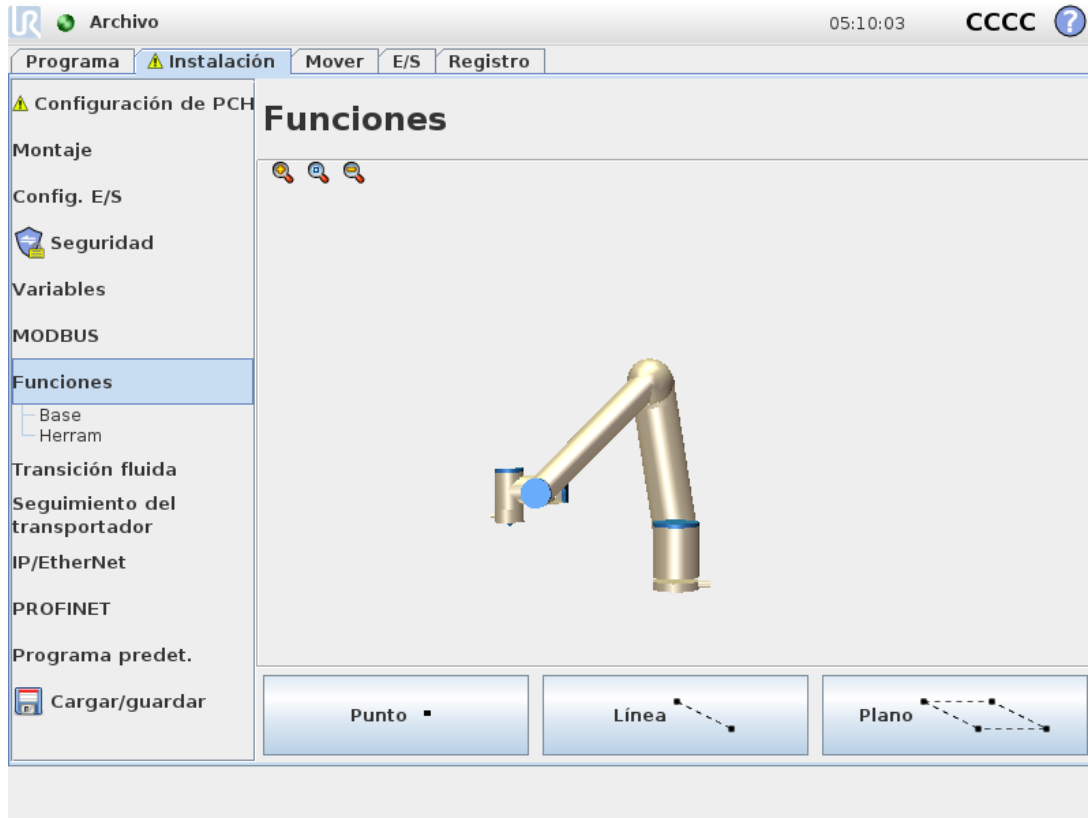 UR
Archivo
05:10:03
CCCC
?
Programa
Instalación
Mover
E/S
Registro
Configuración de PCH
Montaje
Config. E/S
Seguridad
Variables
MODBUS
Funciones
Base
Herram
Transición fluida
Seguimiento del
transportador
IP/EtherNet
PROFINET
Programa predet.
Cargar/guardar
Funciones
Punto
Línea
Plano